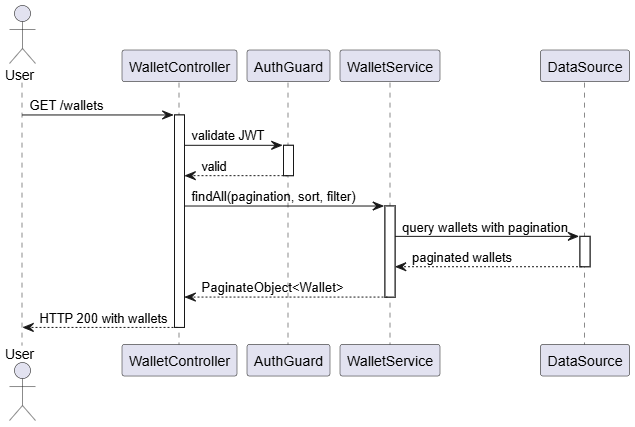 User
WalletController
AuthGuard
WalletService
DataSource
GET /wallets
validate JWT
valid
findAll(pagination, sort, filter)
query wallets with pagination
paginated wallets
PaginateObject<Wallet>
HTTP 200 with wallets
User
WalletController
AuthGuard
WalletService
DataSource